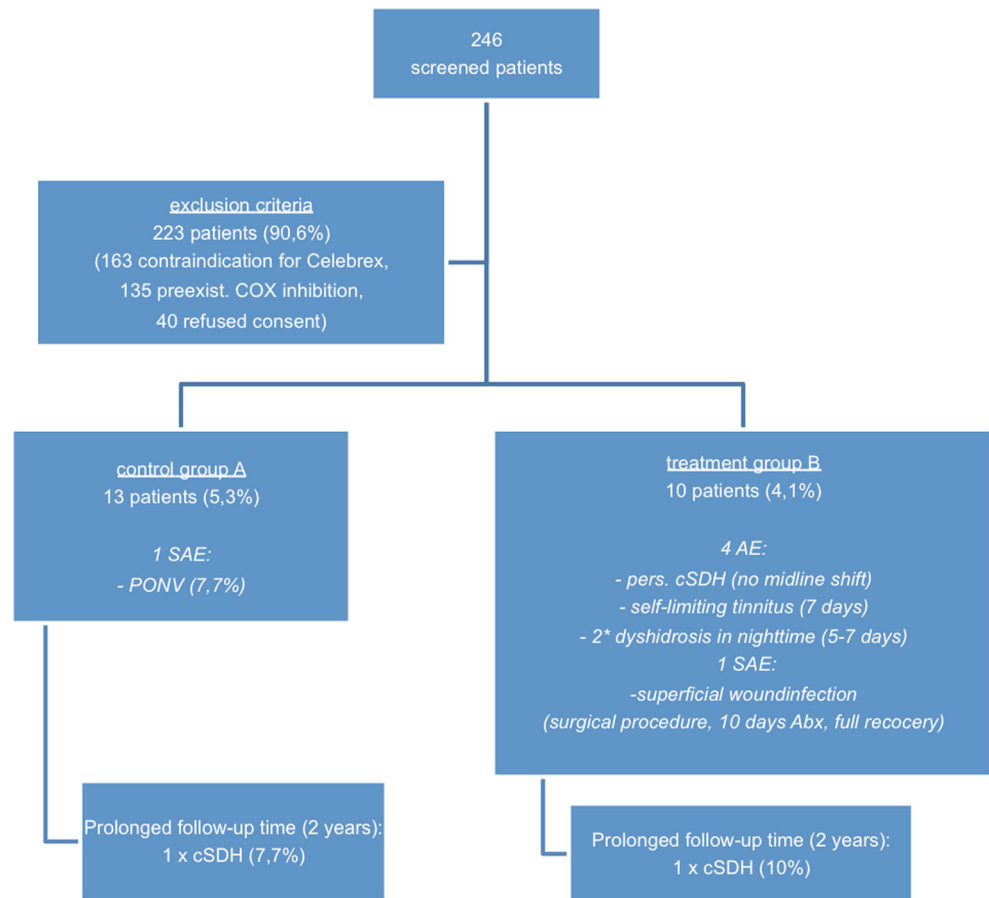 246
screened patients
exclusion criteria
223 patients (90,6%)
(163 contraindication for Celebrex,
135 preexist. COX inhibition,
40 refused consent)
control group A
13 patients (5,3%)
1 SAE:
- PONV (7,7%)
treatment group B
10 patients (4,1%)
4 AE:
- pers. cSDH (no midline shift)
- self-limiting tinnitus (7 days)
- 2* dyshidrosis in nighttime (5-7 days)
1 SAE:
-superficial woundinfection
(surgical procedure, 10 days Abx, full recocery)
Prolonged follow-up time (2 years):
1 x cSDH (7,7%)
Prolonged follow-up time (2 years):
1 x cSDH (10%)